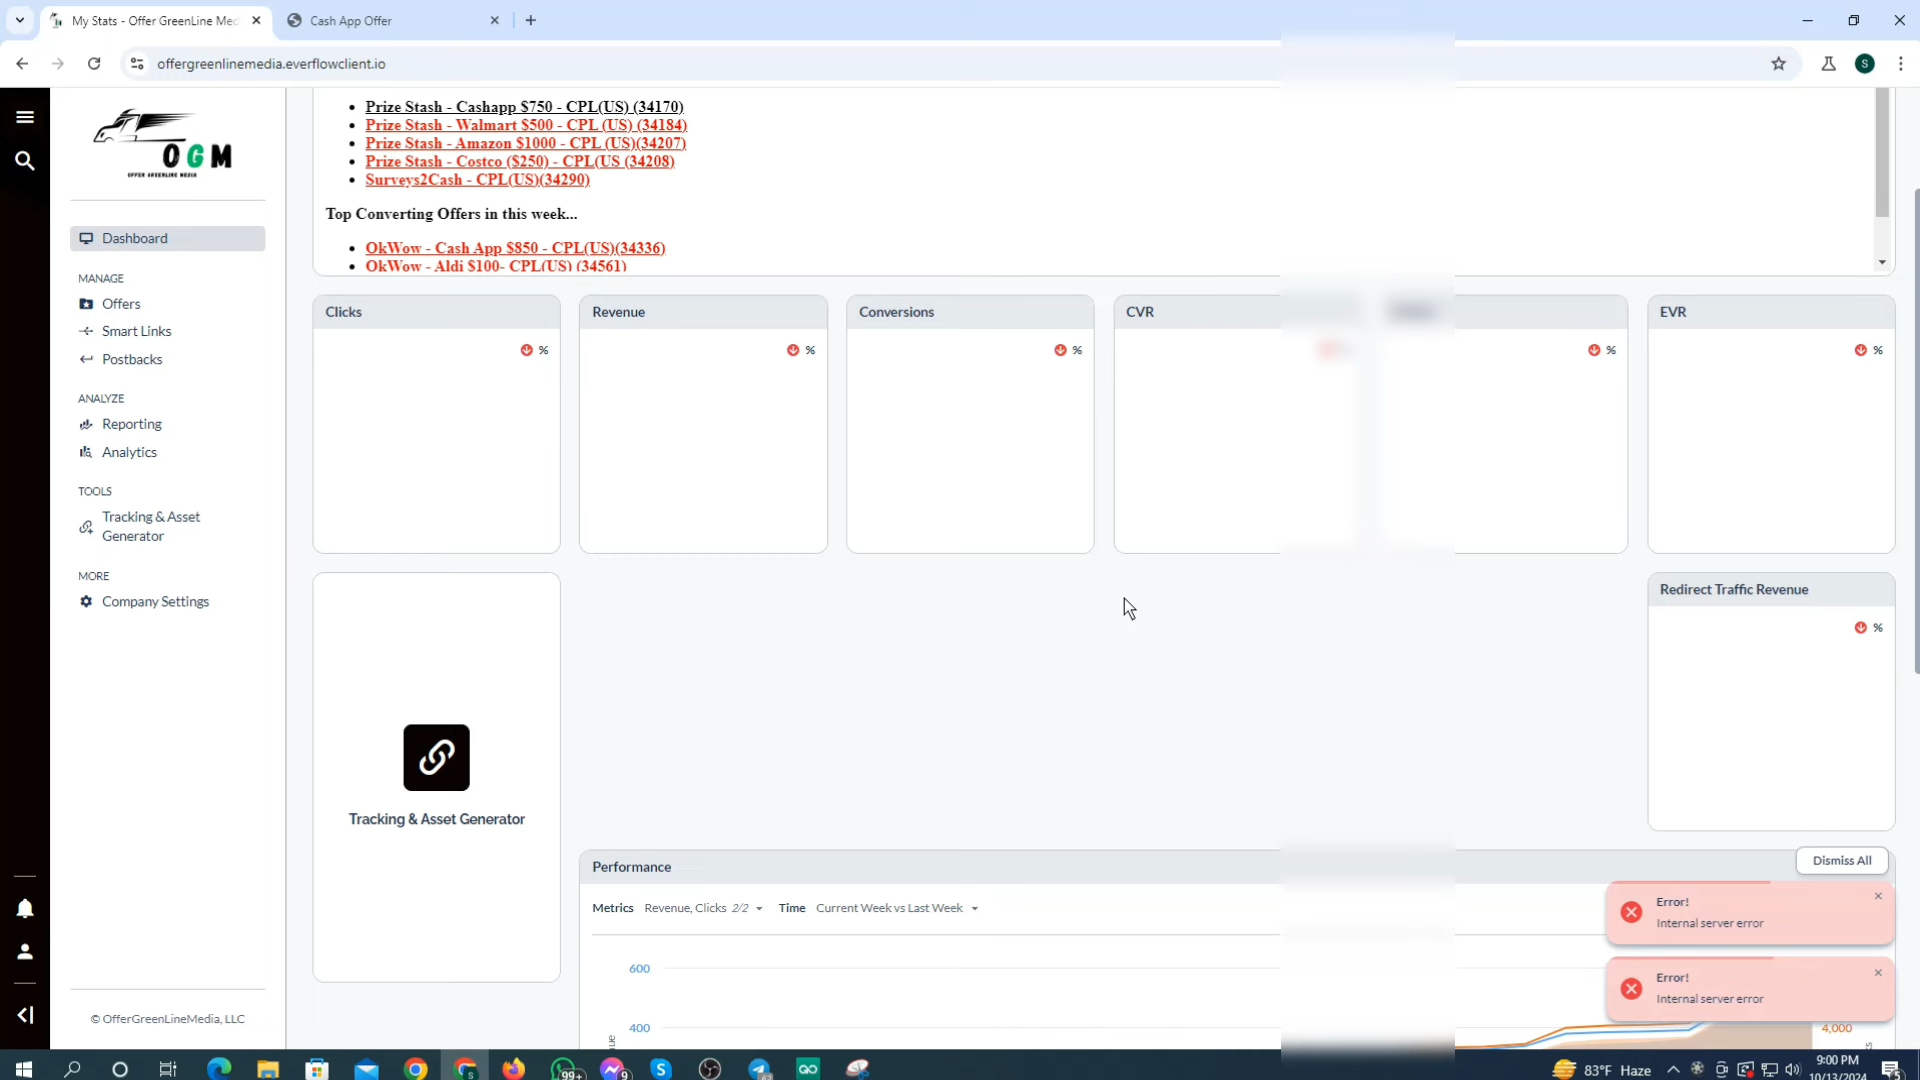 My Stats - Offer GreenLine Med
Cash App Offer
offergreenlinemedia.everflowclient.io
S
OGM
OFFER GREENLINE MEDIA
Dashboard
MANAGE
Offers
Smart Links
Postbacks
ANALYZE
Reporting
Analytics
TOOLS
Tracking & Asset
Generator
MORE
Company Settings
© OfferGreenLineMedia, LLC
Prize Stash - Cashapp $750 - CPL(US) (34170)
Prize Stash - Walmart $500 - CPL (US) (34184)
Prize Stash - Amazon $1000 - CPL (US)(34207)
Prize Stash - Costco ($250) - CPL(US (34208)
Surveys2Cash - CPL(US)(34290)
Top Converting Offers in this week...
OkWow - Cash App $850 - CPL(US)(34336)
OkWow - Aldi $100- CPL(US) (34561)
Clicks
%
Revenue
%
Conversions
%
CVR
%
EVR
%
Tracking & Asset Generator
Redirect Traffic Revenue
%
Performance
Metrics Revenue, Clicks 2/2 Time Current Week vs Last Week
600
400
4,000
Dismiss All
Error!
Internal server error
Error!
Internal server error
99+
9
83°F Haze
9:00 PM
10/13/2024
5